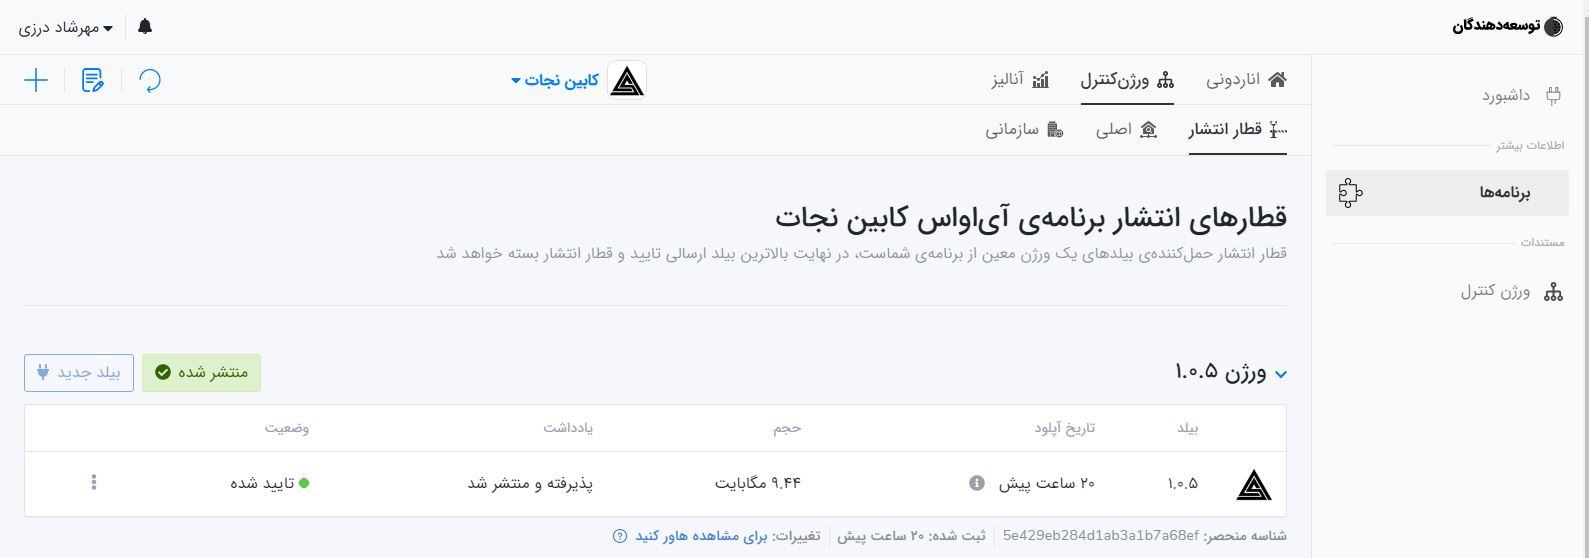 توسعه‌دهندگان
مهرشاد درزی
داشبورد
اطلاعات بیشتر
برنامه‌ها
مستندات
ورژن کنترل
اناردونی
ورژن‌کنترل
آنالیز
کابین نجات
قطار انتشار
اصلی
سازمانی
قطارهای انتشار برنامه‌ی آی‌اواس کابین نجات
قطار انتشار حمل‌کننده‌ی بیلدهای یک ورژن معین از برنامه‌ی شماست، در نهایت بالاترین بیلد ارسالی تایید و قطار انتشار بسته خواهد شد
ورژن ۱.۰.۵
منتشر شده
بیلد جدید
بیلد تاریخ آپلود حجم یادداشت وضعیت
۱.۰.۵ ۲۰ ساعت پیش ۹.۴۴ مگابایت پذیرفته و منتشر شد تایید شده
شناسه منحصر: 5e429eb284d1ab3a1b7a68ef ثبت شده: ۲۰ ساعت پیش تغییرات: برای مشاهده هاور کنید